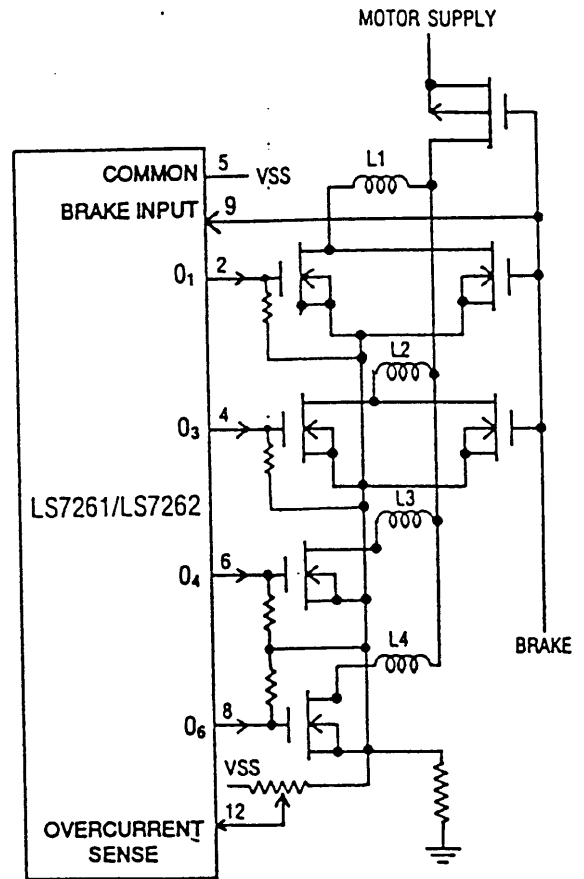 MOTOR SUPPLY
L1
COMMON 5 VSS
BRAKE INPUT 9
O1 2
L2
O3 4
LS7261/LS7262
L3
O4 6
L4
BRAKE
O6 8
VSS
12
OVERCURRENT
SENSE